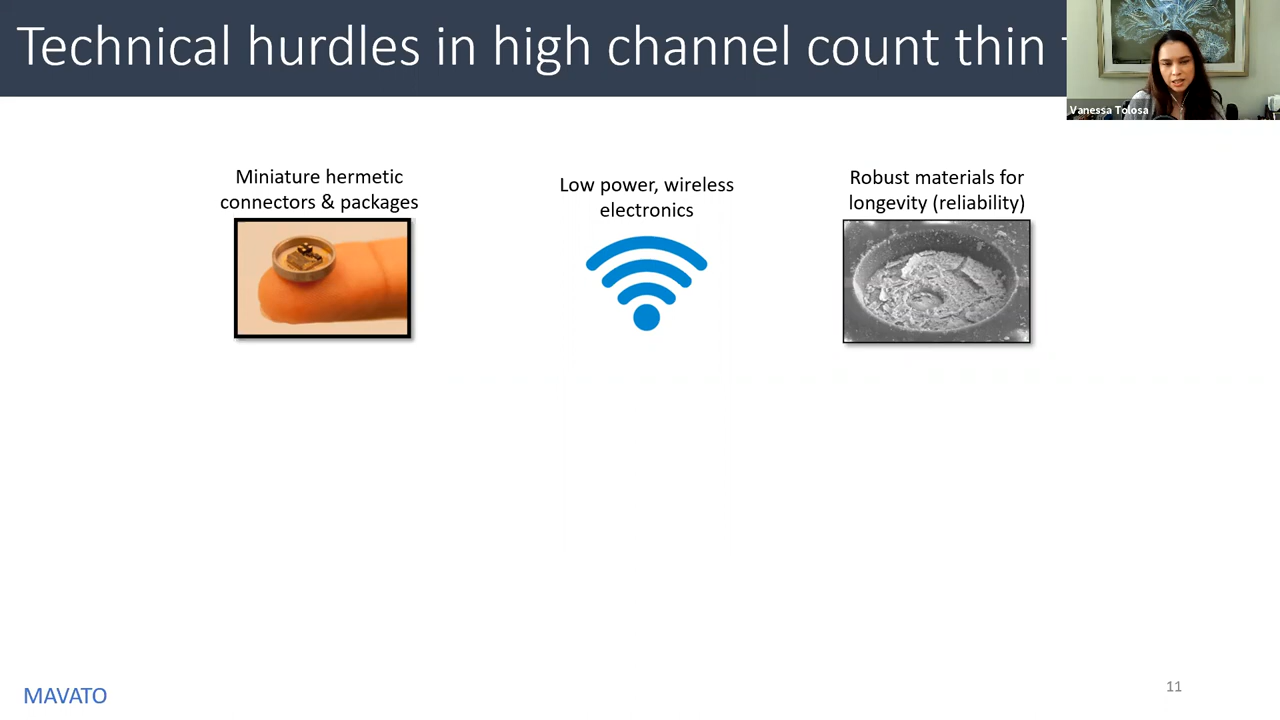 Technical hurdles in high channel count thin
Vanessa Tolosa
Miniature hermetic
connectors & packages
Low power, wireless
electronics
Robust materials for
longevity (reliability)
MAVATO
11